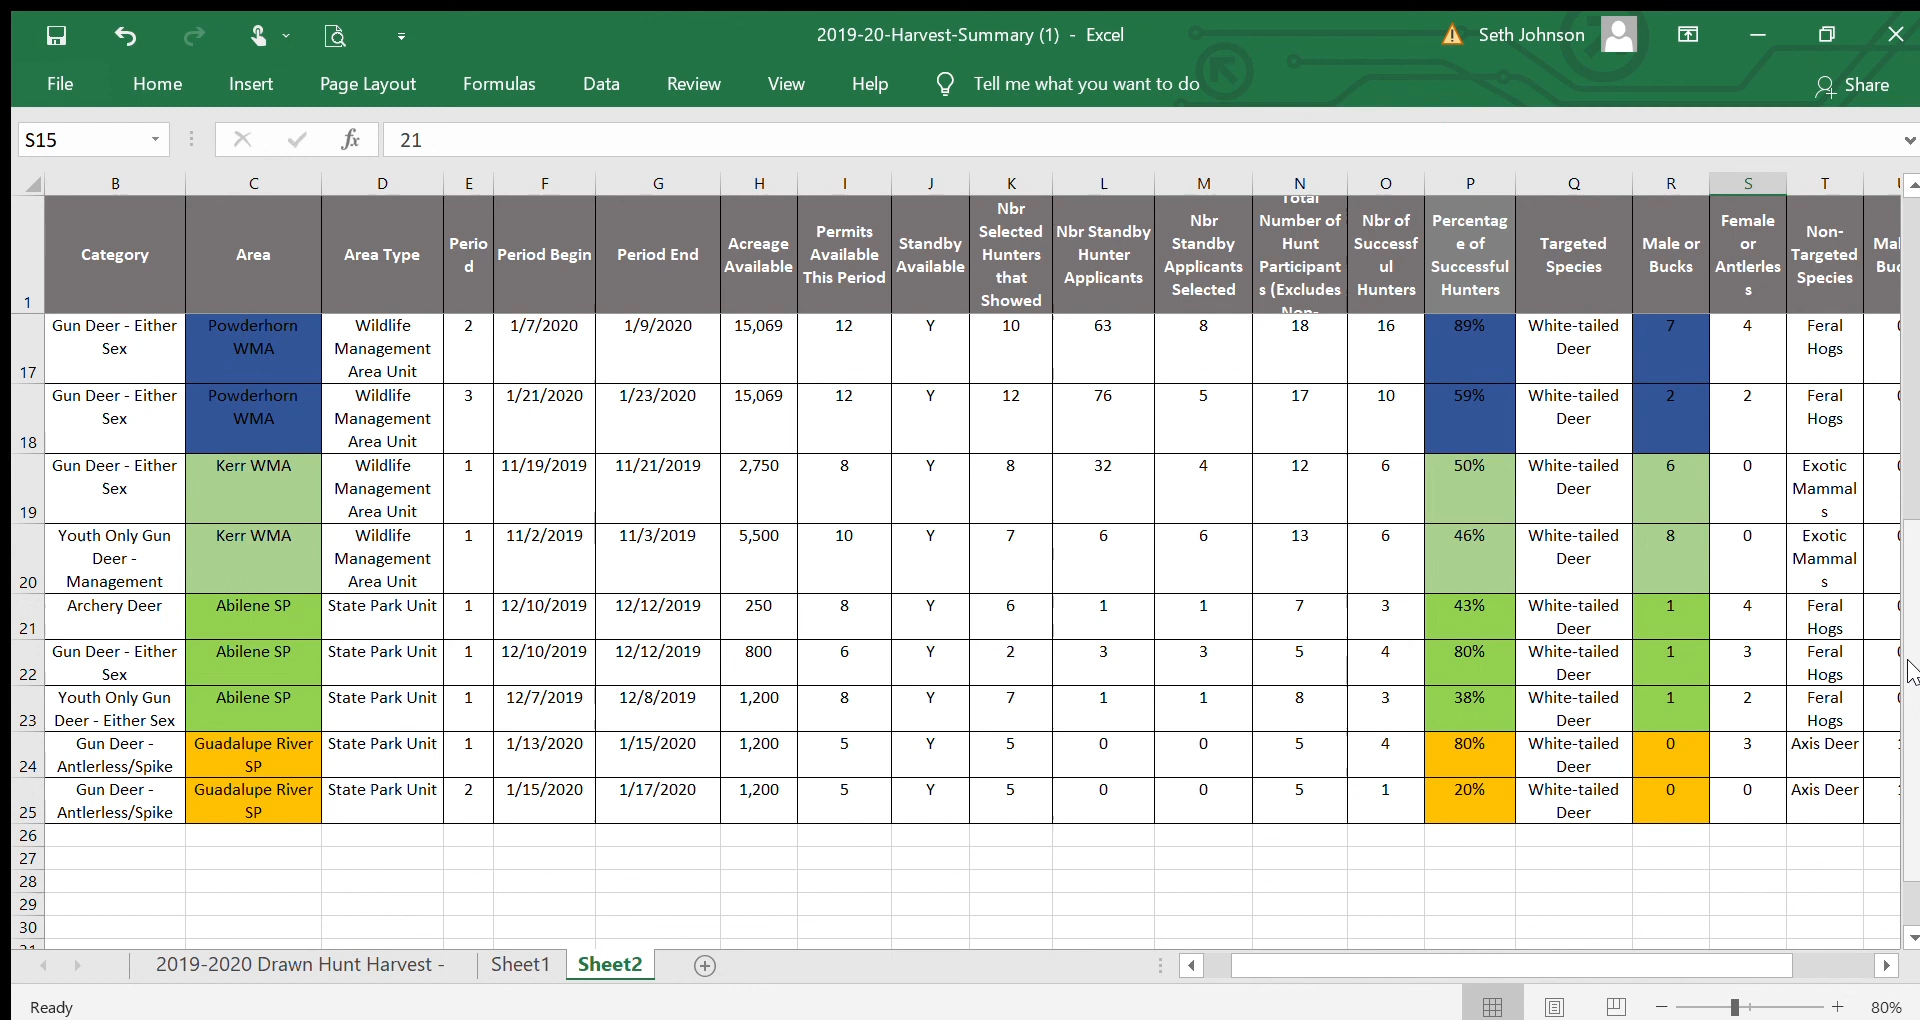 2019-20-Harvest-Summary (1) - Excel
Seth Johnson
File Home Insert Page Layout Formulas Data Review View Help Tell me what you want to do Share
S15 fx 21
B C D E F G H I J K L M N O P Q R S T
1 Category Area Area Type Perio d Period Begin Period End Acreage Available Permits Available This Period Standby Available Nbr Selected Hunters that Showed Nbr Standby Hunter Applicants Nbr Standby Applicants Selected Total Number of Hunt Participant s (Excludes Non- Nbr of Successf ul Hunters Percentag e of Successful Hunters Targeted Species Male or Bucks Female or Antlerles s Non- Targeted Species
17 Gun Deer - Either Sex Powderhorn WMA Wildlife Management Area Unit 2 1/7/2020 1/9/2020 15,069 12 Y 10 63 8 18 16 89% White-tailed Deer 7 4 Feral Hogs
18 Gun Deer - Either Sex Powderhorn WMA Wildlife Management Area Unit 3 1/21/2020 1/23/2020 15,069 12 Y 12 76 5 17 10 59% White-tailed Deer 2 2 Feral Hogs
19 Gun Deer - Either Sex Kerr WMA Wildlife Management Area Unit 1 11/19/2019 11/21/2019 2,750 8 Y 8 32 4 12 6 50% White-tailed Deer 6 0 Exotic Mammal s
20 Youth Only Gun Deer - Management Kerr WMA Wildlife Management Area Unit 1 11/2/2019 11/3/2019 5,500 10 Y 7 6 6 13 6 46% White-tailed Deer 8 0 Exotic Mammal s
21 Archery Deer Abilene SP State Park Unit 1 12/10/2019 12/12/2019 250 8 Y 6 1 1 7 3 43% White-tailed Deer 1 4 Feral Hogs
22 Gun Deer - Either Sex Abilene SP State Park Unit 1 12/10/2019 12/12/2019 800 6 Y 2 3 3 5 4 80% White-tailed Deer 1 3 Feral Hogs
23 Youth Only Gun Deer - Either Sex Abilene SP State Park Unit 1 12/7/2019 12/8/2019 1,200 8 Y 7 1 1 8 3 38% White-tailed Deer 1 2 Feral Hogs
24 Gun Deer - Antlerless/Spike Guadalupe River SP State Park Unit 1 1/13/2020 1/15/2020 1,200 5 Y 5 0 0 5 4 80% White-tailed Deer 0 3 Axis Deer
25 Gun Deer - Antlerless/Spike Guadalupe River SP State Park Unit 2 1/15/2020 1/17/2020 1,200 5 Y 5 0 0 5 1 20% White-tailed Deer 0 0 Axis Deer
26
27
28
29
30
2019-2020 Drawn Hunt Harvest - Sheet1 Sheet2
Ready 80%